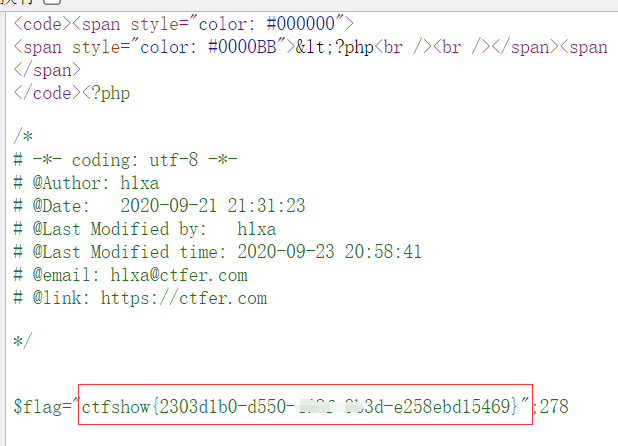 <code><span style="color: #000000">
<span style="color: #0000BB">&lt;?php<br /><br /></span><span
</span>
</code><?php
/*
# -*- coding: utf-8 -*-
# @Author: h1xa
# @Date:   2020-09-21 21:31:23
# @Last Modified by:   h1xa
# @Last Modified time: 2020-09-23 20:58:41
# @email: h1xa@ctfer.com
# @link: https://ctfer.com
*/
$flag="ctfshow{2303d1b0-d550- b3d-e258ebd15469}";278